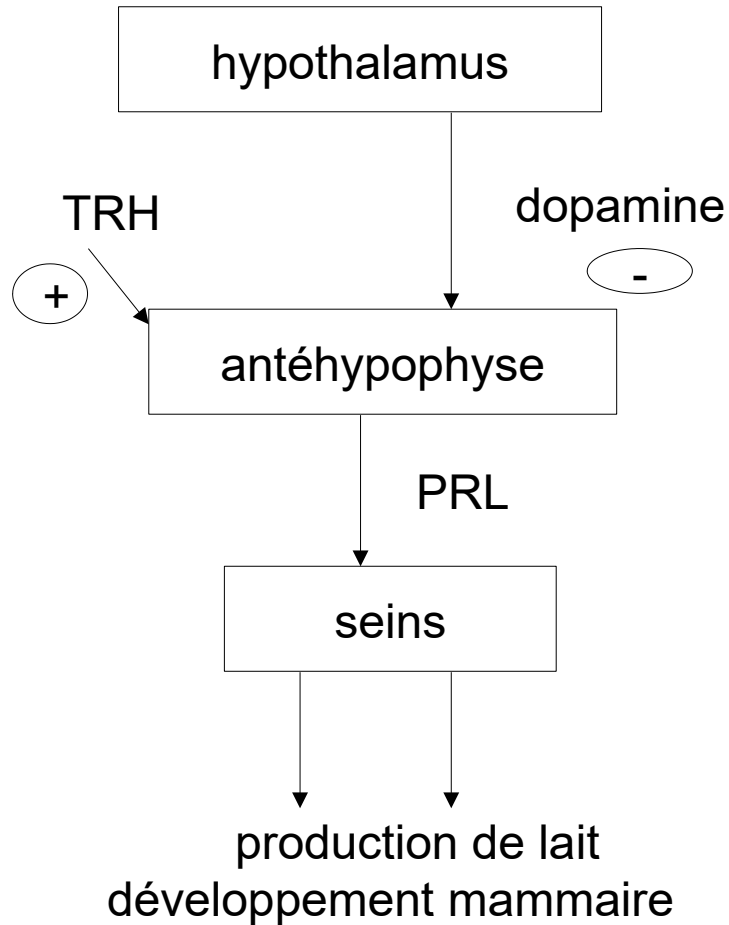 hypothalamus
TRH
dopamine
+
-
antéhypophyse
PRL
seins
production de lait
développement mammaire